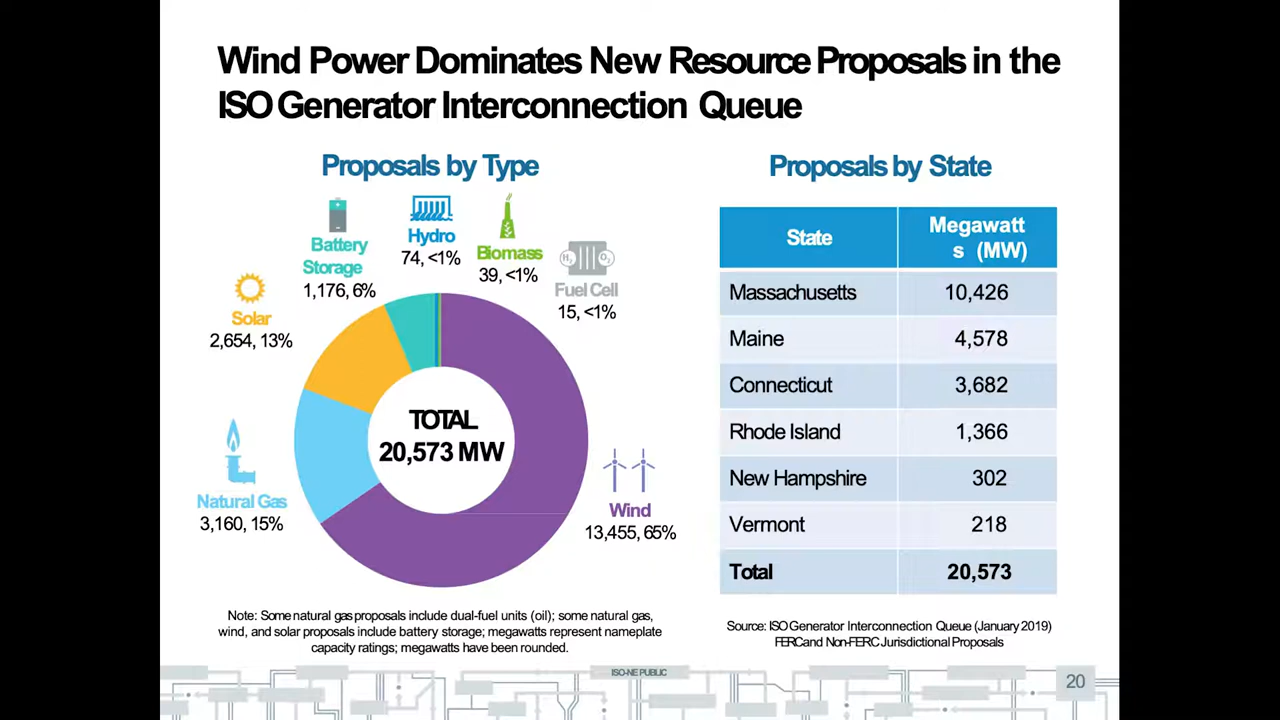 Wind Power Dominates New Resource Proposals in the
ISO Generator Interconnection Queue
Proposals by Type
Battery
Storage
1,176, 6%
Hydro
74, <1%
Biomass
39, <1%
H₂
O₂
Fuel Cell
15, <1%
Solar
2,654, 13%
TOTAL
20,573 MW
Natural Gas
3,160, 15%
Wind
13,455, 65%
Note: Some natural gas proposals include dual-fuel units (oil); some natural gas,
wind, and solar proposals include battery storage; megawatts represent nameplate
capacity ratings; megawatts have been rounded.
Proposals by State
State
Megawatt
s (MW)
Massachusetts 10,426
Maine 4,578
Connecticut 3,682
Rhode Island 1,366
New Hampshire 302
Vermont 218
Total 20,573
Source: ISO Generator Interconnection Queue (January 2019)
FERC and Non-FERC Jurisdictional Proposals
ISO-NE PUBLIC
20